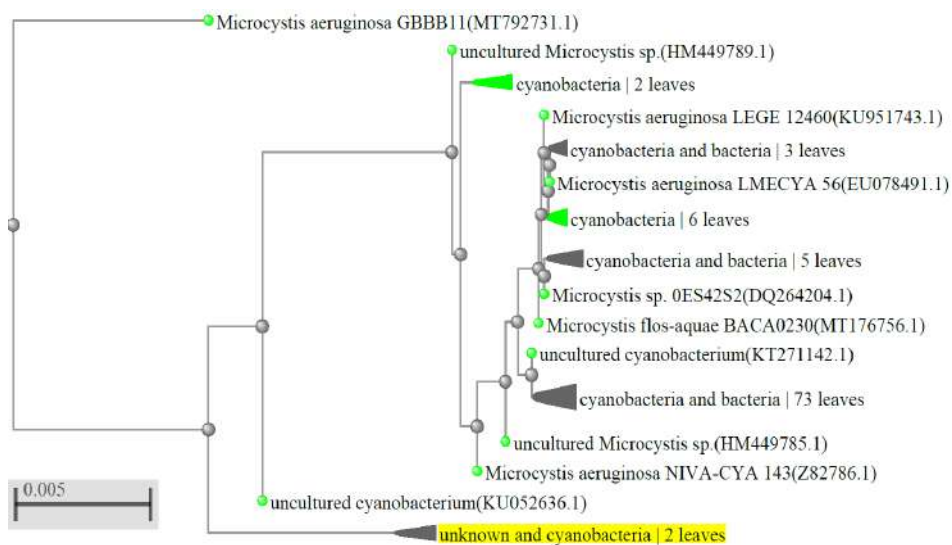 Microcystis aeruginosa GBBB11(MT792731.1)
uncultured Microcystis sp.(HM449789.1)
cyanobacteria | 2 leaves
Microcystis aeruginosa LEGE 12460(KU951743.1)
cyanobacteria and bacteria | 3 leaves
Microcystis aeruginosa LMECYA 56(EU078491.1)
cyanobacteria | 6 leaves
cyanobacteria and bacteria | 5 leaves
Microcystis sp. 0ES42S2(DQ264204.1)
Microcystis flos-aquae BACA0230(MT176756.1)
uncultured cyanobacterium(KT271142.1)
cyanobacteria and bacteria | 73 leaves
uncultured Microcystis sp.(HM449785.1)
Microcystis aeruginosa NIVA-CYA 143(Z82786.1)
0.005
uncultured cyanobacterium(KU052636.1)
unknown and cyanobacteria | 2 leaves